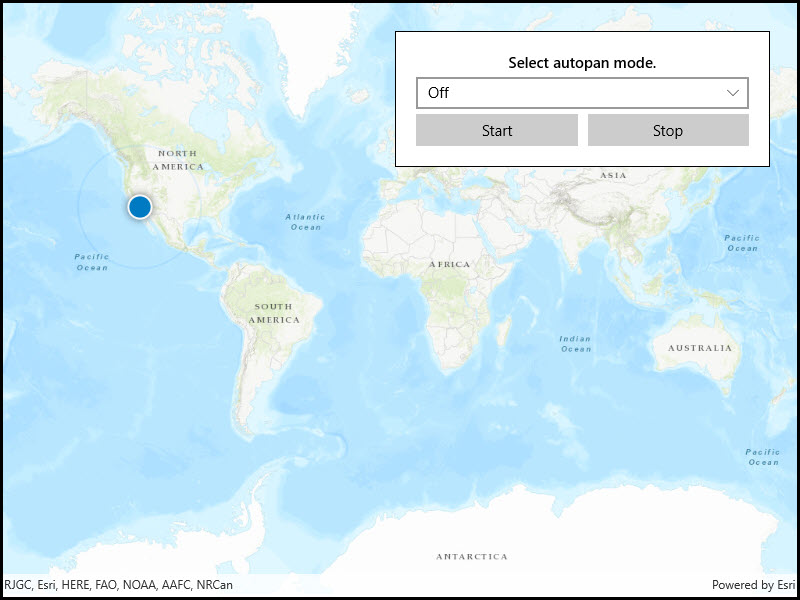 Select autopan mode.
Off
Start
Stop
NORTH
AMERICA
ASIA
Atlantic
Ocean
Pacific
Ocean
Pacific
Ocean
AFRICA
SOUTH
AMERICA
Indian
Ocean
AUSTRALIA
Pacific
Ocean
ANTARCTICA
RJGC, Esri, HERE, FAO, NOAA, AAFC, NRCan
Powered by Esri